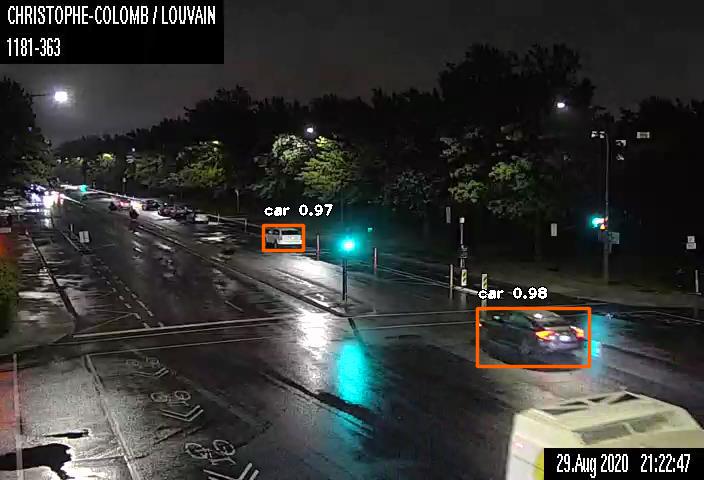 CHRISTOPHE-COLOMB / LOUVAIN
1181-363
car 0.97
car 0.98
29.Aug 2020 21:22:47